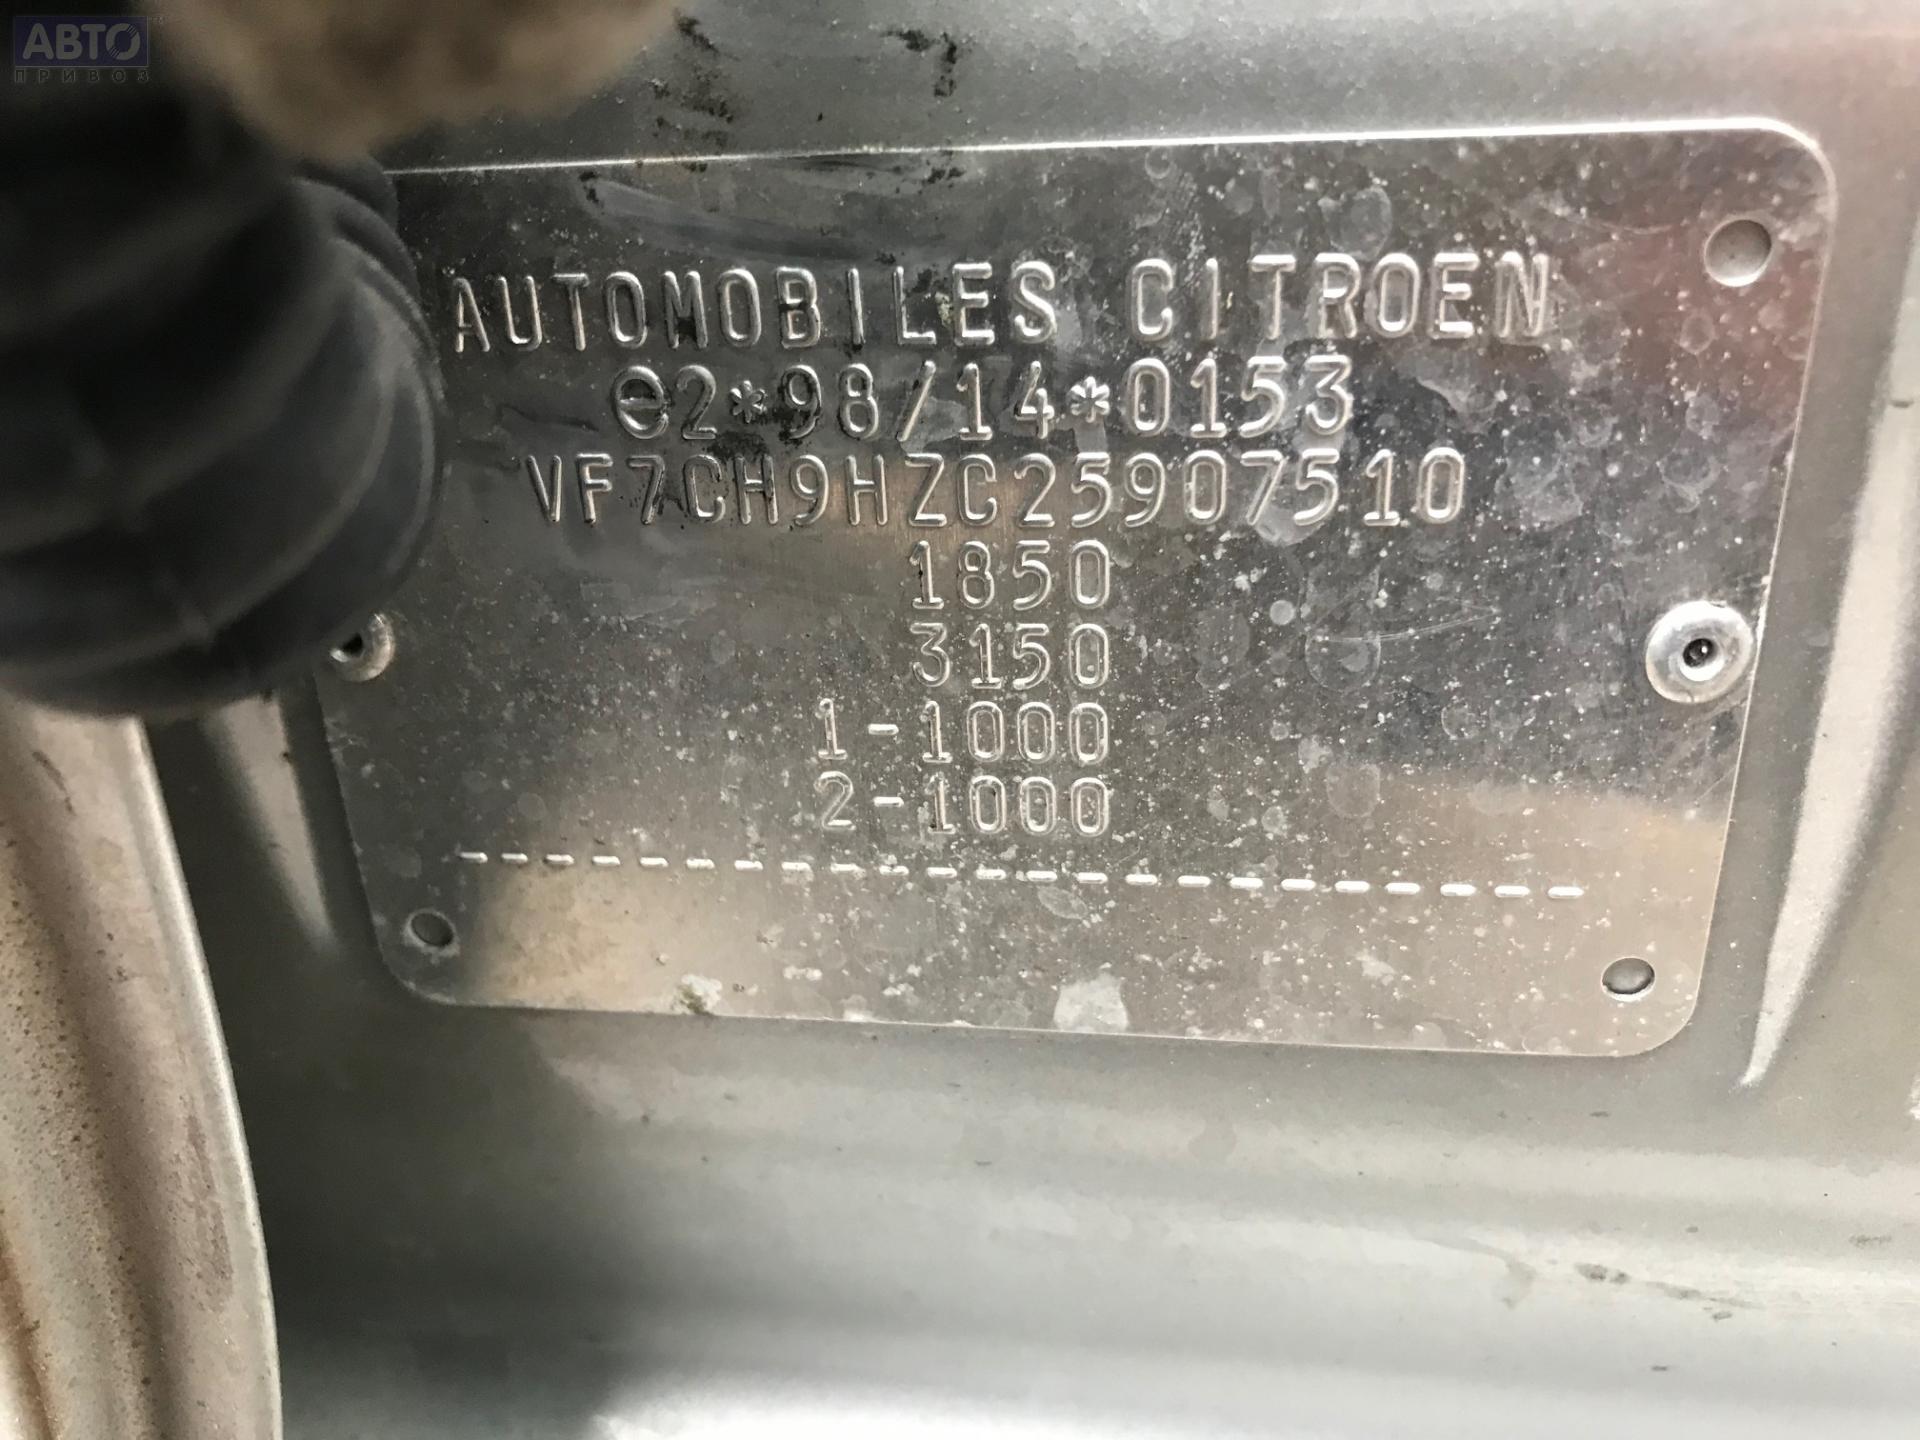 АВТО
ПРИВОЗ
AUTOMOBILES CITROEN
e2*98/14*0153
VF7CH9HZC25907510
1850
3150
1-1000
2-1000
-----------------------